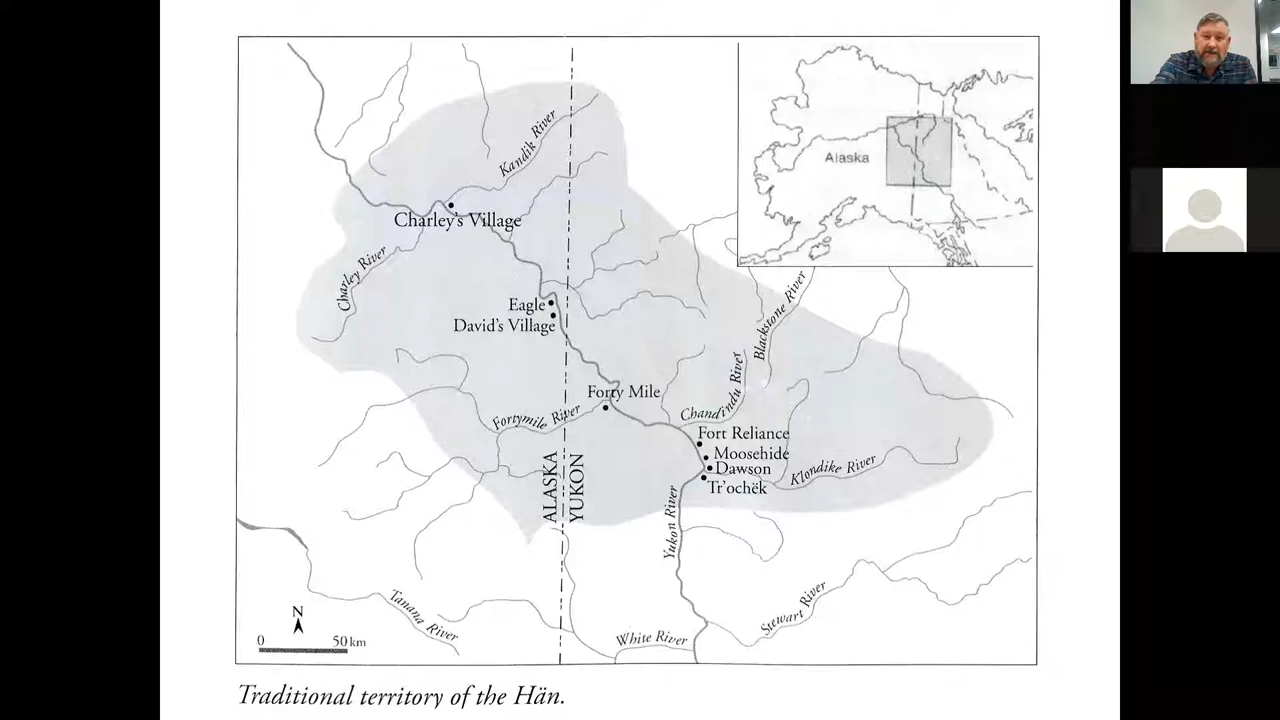 Kandik River
Alaska
Charley's Village
Charley River
Eagle
David's Village
Blackstone River
Forty Mile
Fortymile River
Chandindu River
Fort Reliance
Moosehide
Dawson
Klondike River
Tr'ochëk
ALASKA
YUKON
Yukon River
Tanana River
Stewart River
White River
N
0 50 km
Traditional territory of the Hän.